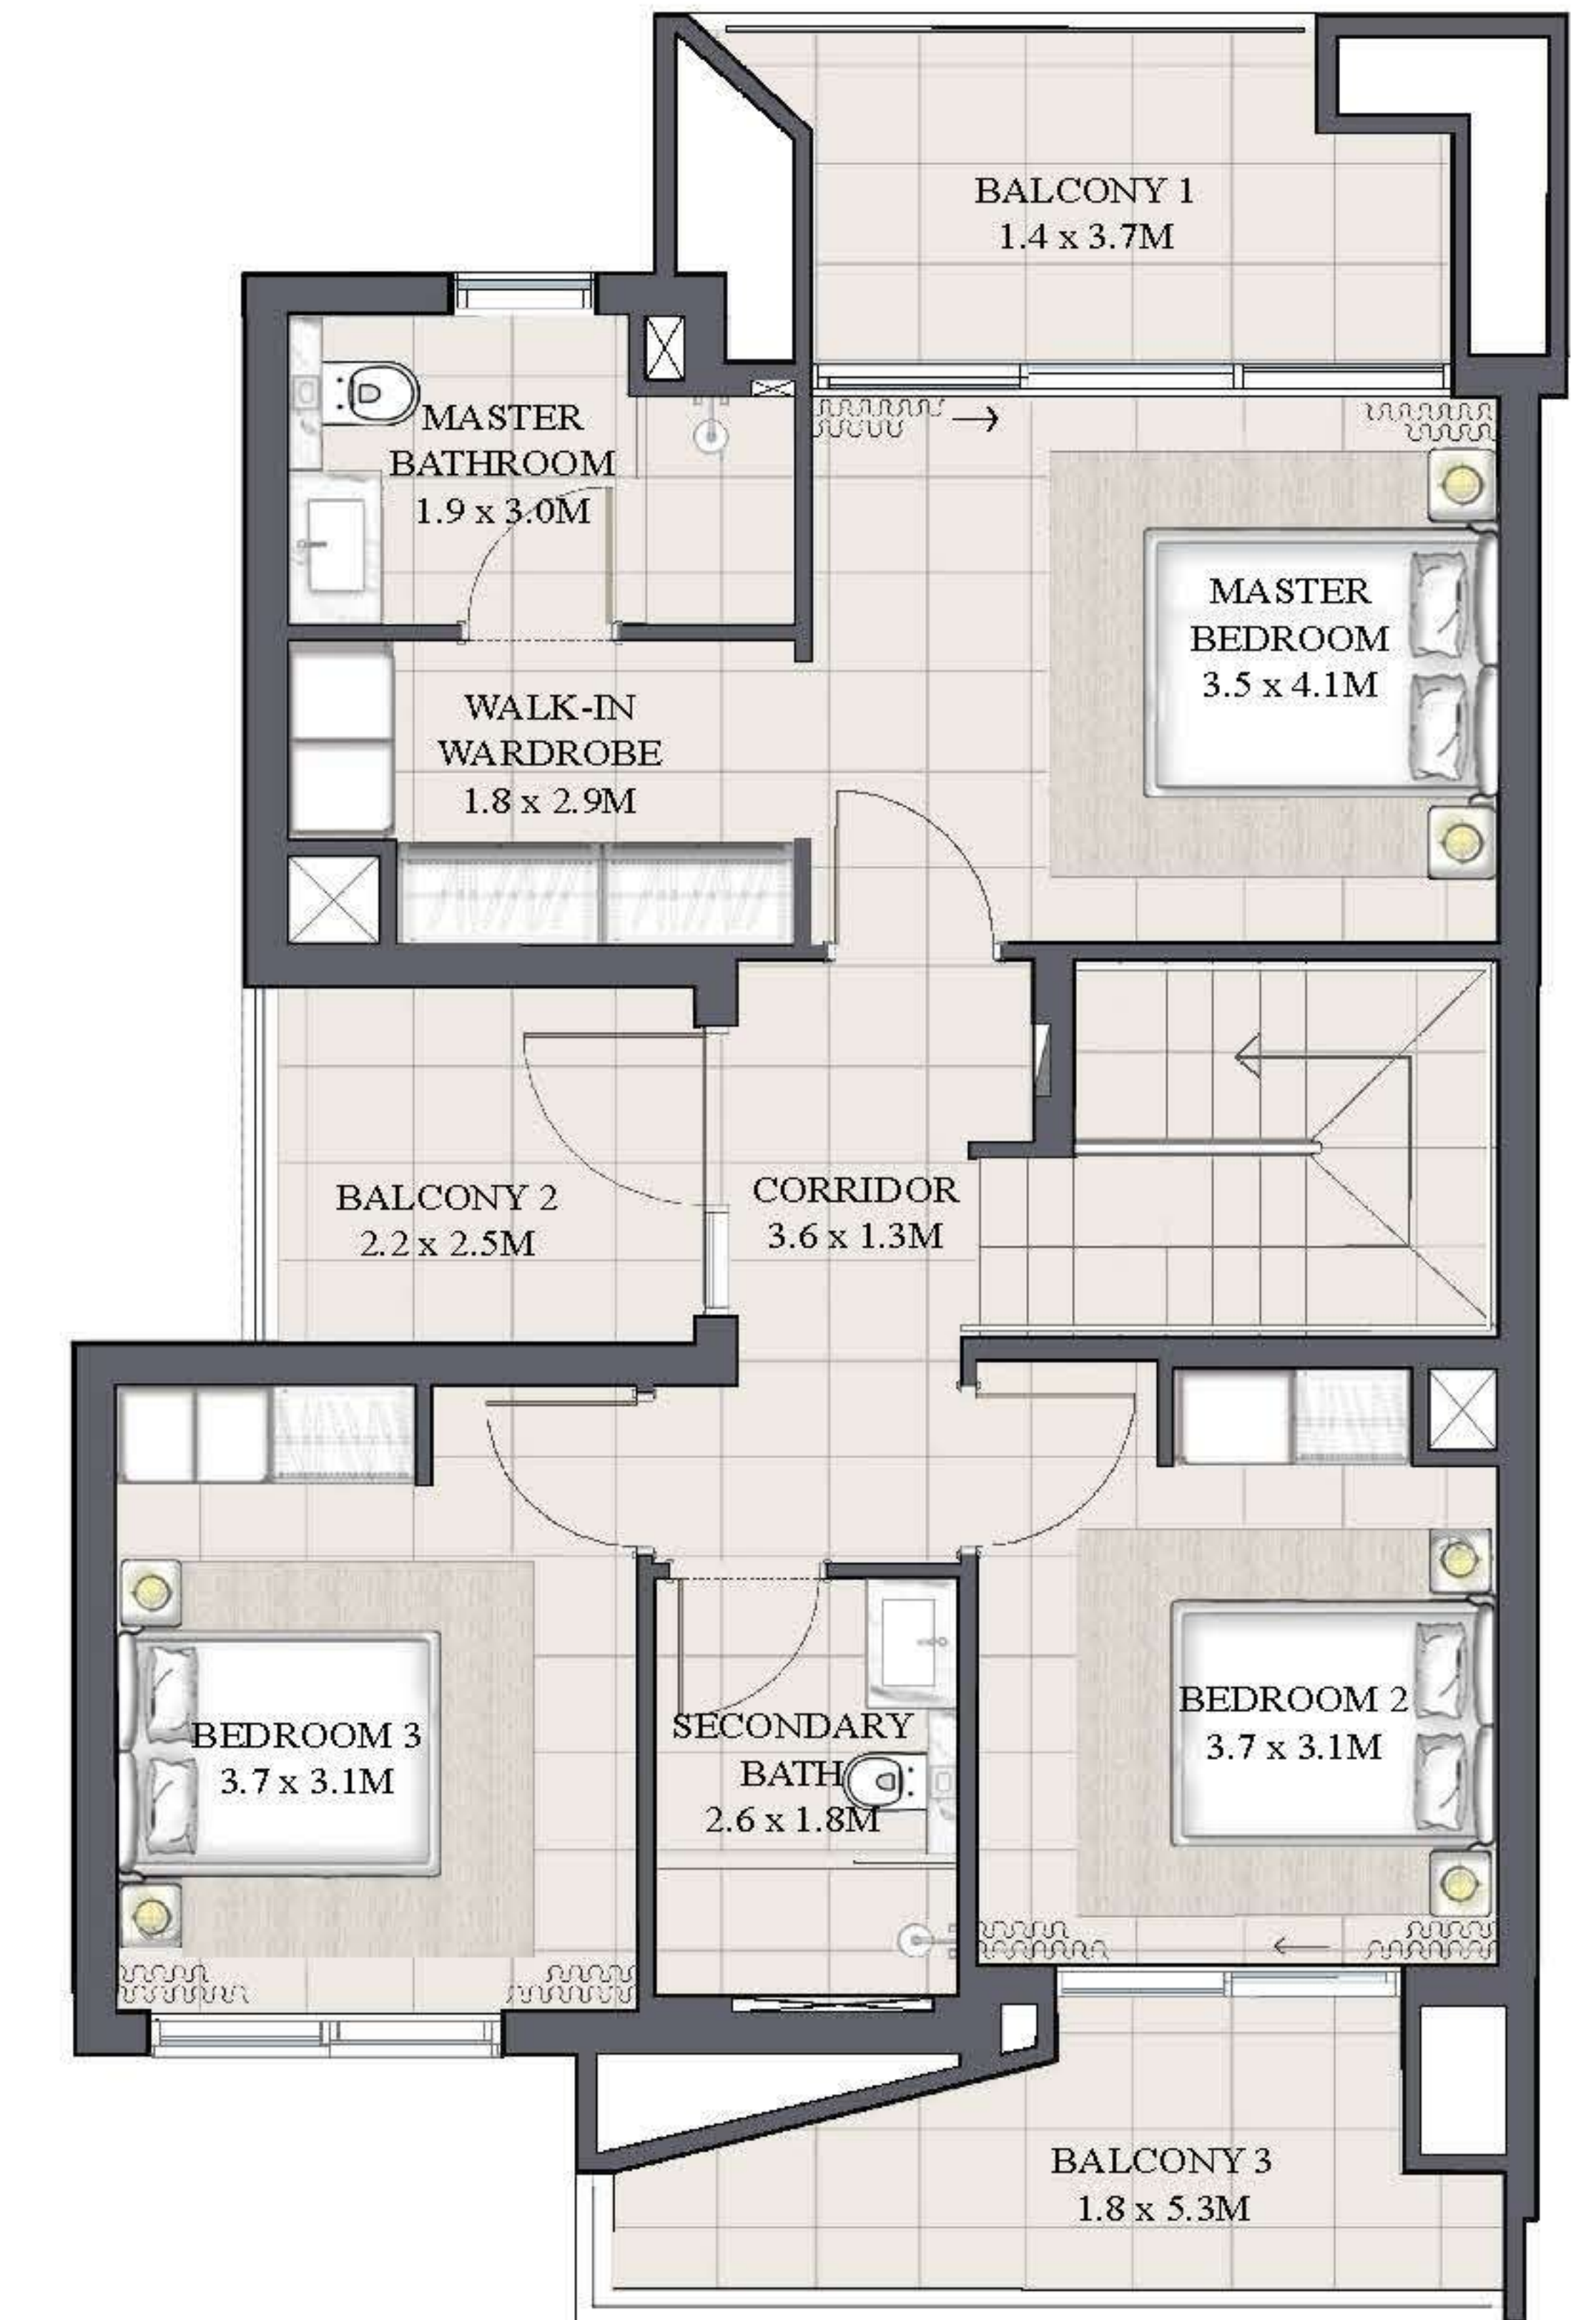 BALCONY 1
1.4 x 3.7M
MASTER
BATHROOM
1.9 x 3.0M
MASTER
BEDROOM
3.5 x 4.1M
WALK-IN
WARDROBE
1.8 x 2.9M
BALCONY 2
2.2 x 2.5M
CORRIDOR
3.6 x 1.3M
BEDROOM 3
3.7 x 3.1M
SECONDARY
BATH
2.6 x 1.8M
BEDROOM 2
3.7 x 3.1M
BALCONY 3
1.8 x 5.3M